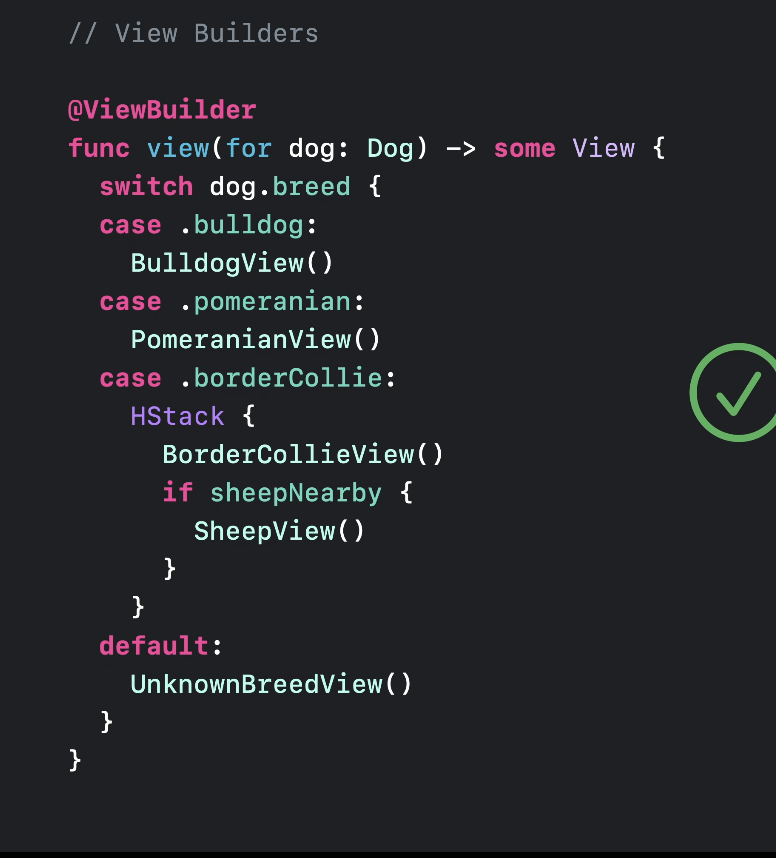 // View Builders
@ViewBuilder
func view(for dog: Dog) -> some View {
  switch dog.breed {
  case .bulldog:
    BulldogView()
  case .pomeranian:
    PomeranianView()
  case .borderCollie:
    HStack {
      BorderCollieView()
      if sheepNearby {
        SheepView()
      }
    }
  default:
    UnknownBreedView()
  }
}